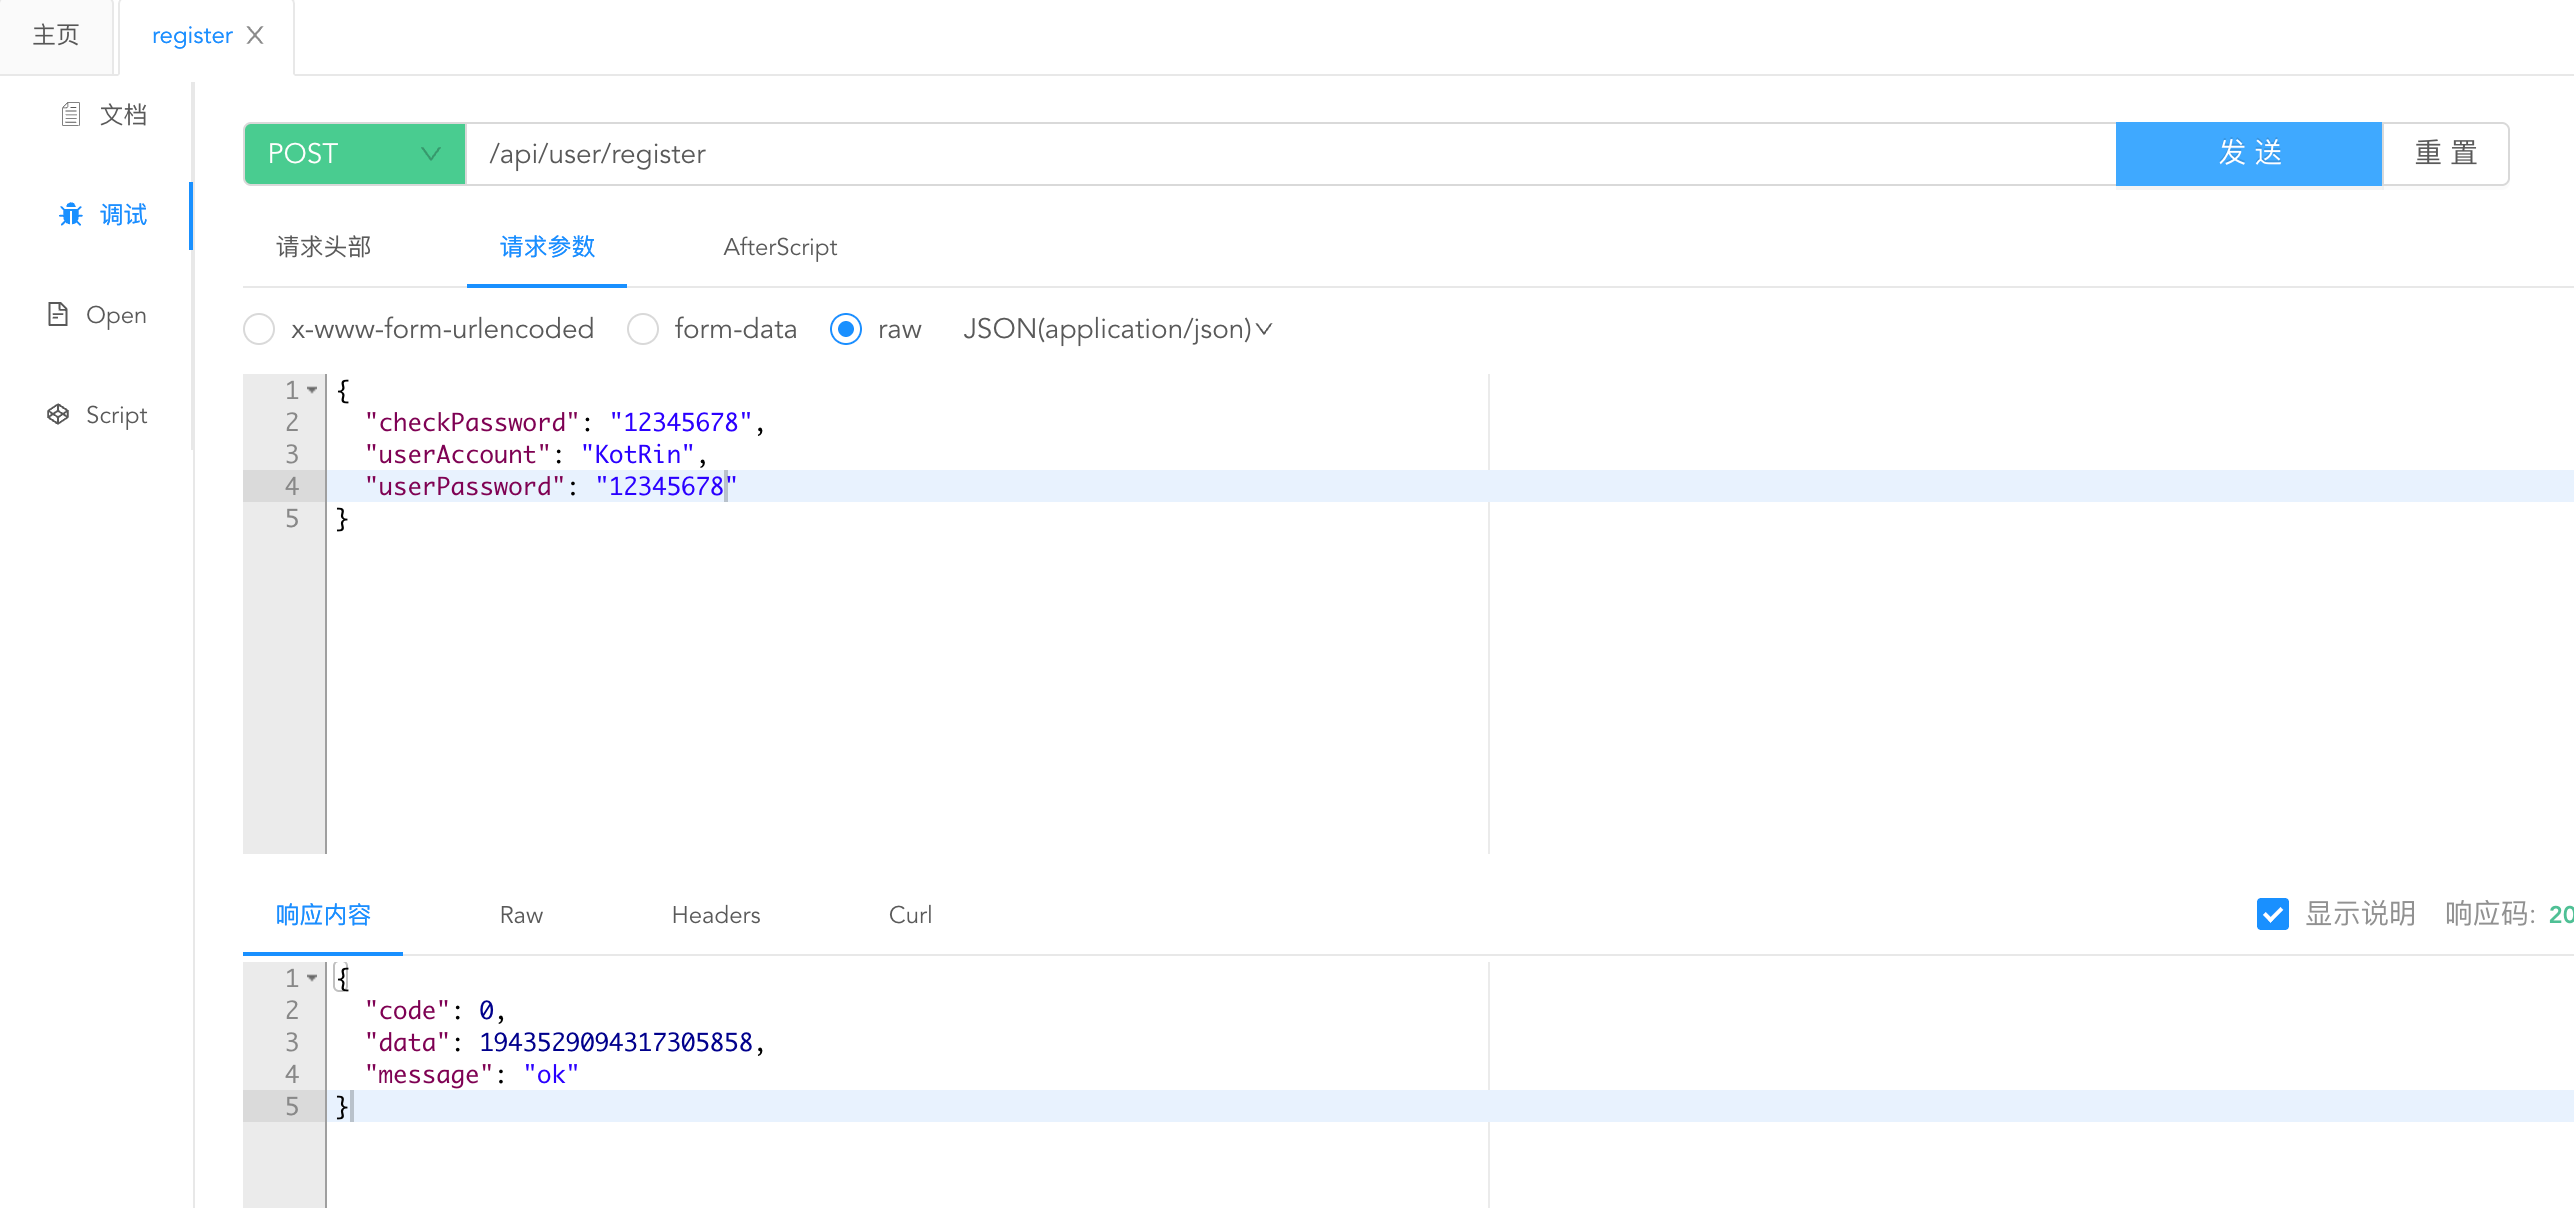 主页
register
文档
调试
Open
Script
POST
/api/user/register
发 送
重 置
请求头部
请求参数
AfterScript
x-www-form-urlencoded
form-data
raw
JSON(application/json)
1 {
2 "checkPassword": "12345678",
3 "userAccount": "KotRin",
4 "userPassword": "12345678"
5 }
响应内容
Raw
Headers
Curl
显示说明
响应码: 20
1 {
2 "code": 0,
3 "data": 1943529094317305858,
4 "message": "ok"
5 }